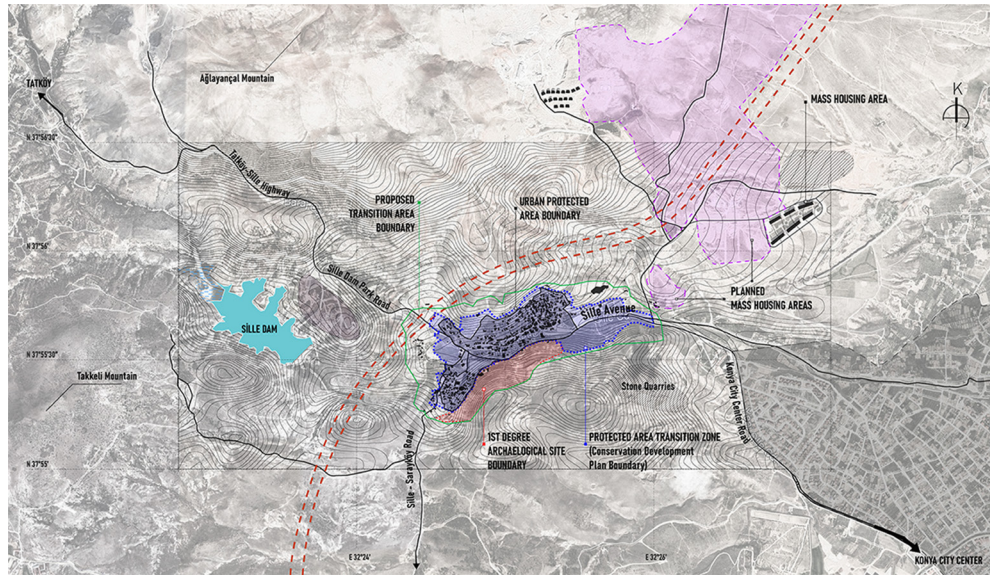 Ağlayançal Mountain
TATKÖY
MASS HOUSING AREA
K
N 37°56'30"
Tatköy-Sille Highway
PROPOSED
TRANSITION AREA
BOUNDARY
URBAN PROTECTED
AREA BOUNDARY
N 37°56'
Sille Dam Park Road
PLANNED
MASS HOUSING AREAS
Sille Avenue
SİLLE DAM
N 37°55'30"
Takkeli Mountain
Stone Quarries
Konya City Center Road
1ST DEGREE
ARCHAELOGICAL SITE
BOUNDARY
PROTECTED AREA TRANSITION ZONE
(Conservation Development
Plan Boundary)
Sille - Sarayköy Road
N 37°55'
E 32°24'
E 32°26'
KONYA CITY CENTER